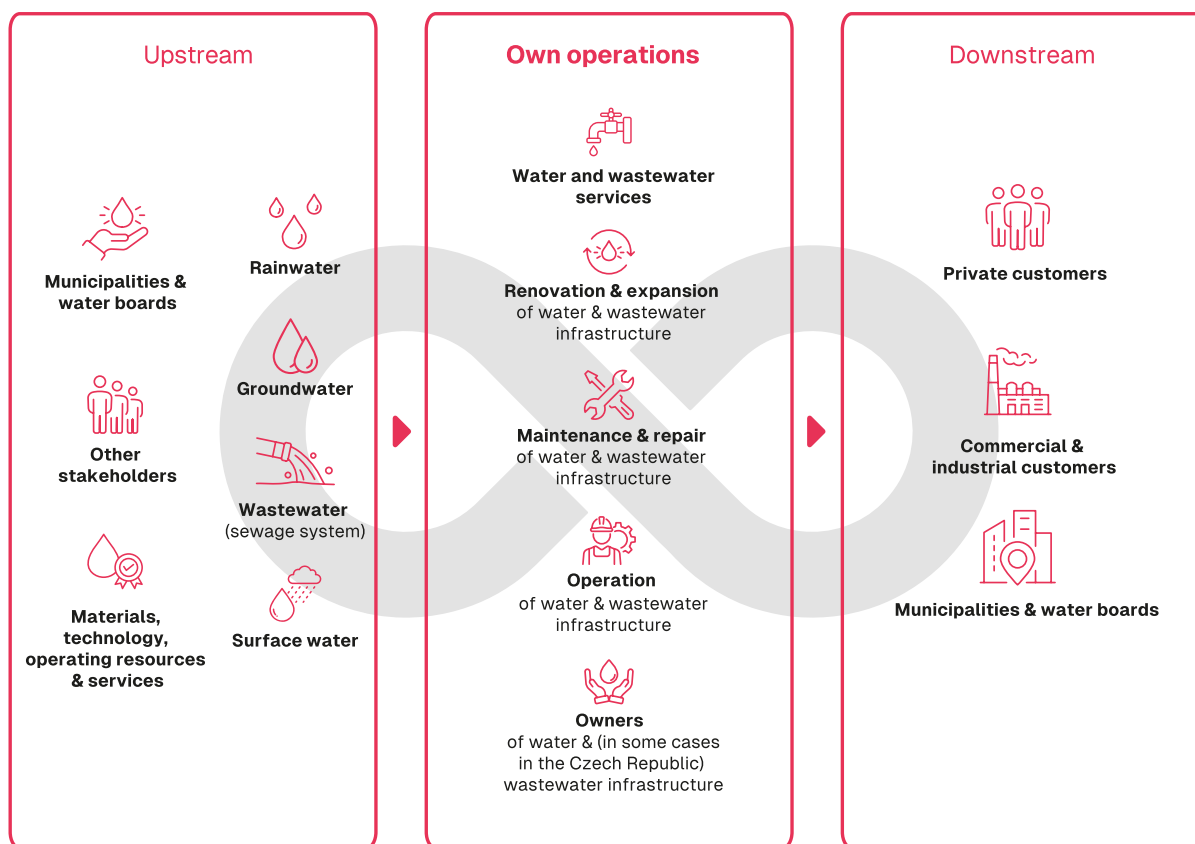 Upstream
Municipalities &
water boards
Other
stakeholders
Materials,
technology,
operating resources
& services
Rainwater
Groundwater
Wastewater
(sewage system)
Surface water
Own operations
Water and wastewater
services
Renovation & expansion
of water & wastewater
infrastructure
Maintenance & repair
of water & wastewater
infrastructure
Operation
of water & wastewater
infrastructure
Owners
of water & (in some cases
in the Czech Republic)
wastewater infrastructure
Downstream
Private customers
Commercial &
industrial customers
Municipalities & water boards